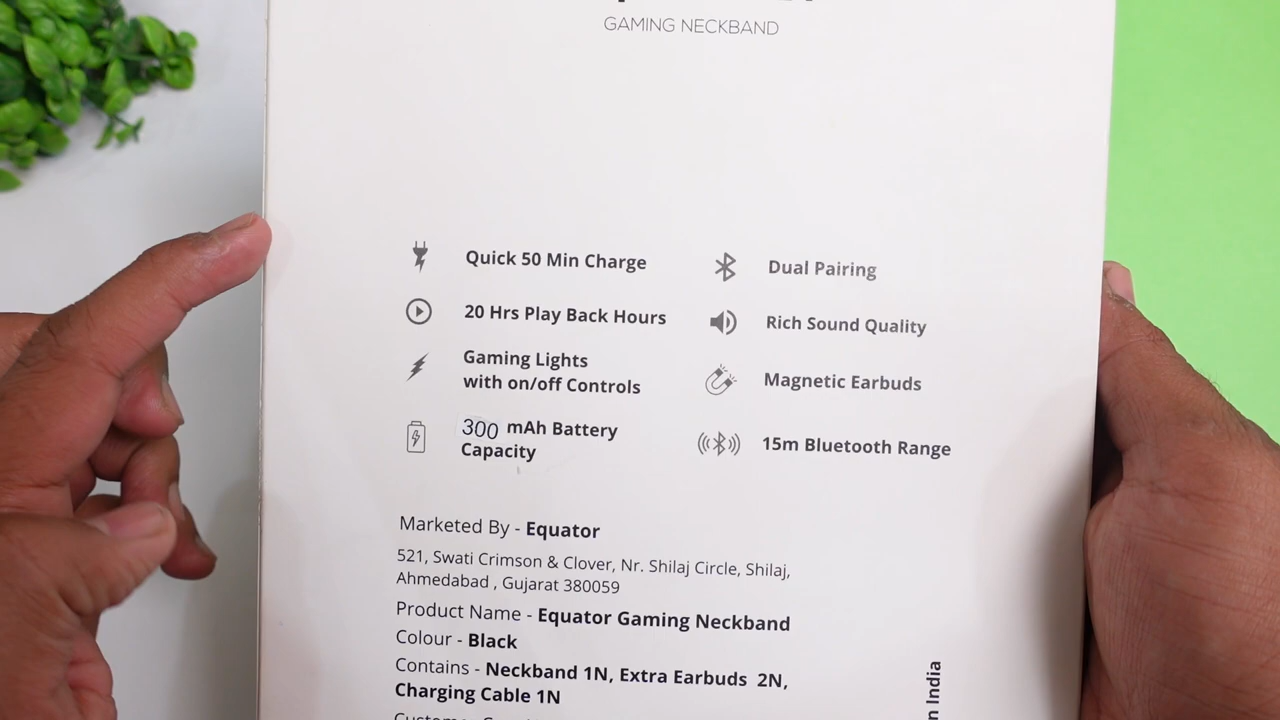 GAMING NECKBAND
Quick 50 Min Charge
Dual Pairing
20 Hrs Play Back Hours
Rich Sound Quality
Gaming Lights
with on/off Controls
Magnetic Earbuds
300 mAh Battery
Capacity
15m Bluetooth Range
Marketed By - Equator
521, Swati Crimson & Clover, Nr. Shilaj Circle, Shilaj,
Ahmedabad , Gujarat 380059
Product Name - Equator Gaming Neckband
Colour - Black
Contains - Neckband 1N, Extra Earbuds 2N,
Charging Cable 1N
India